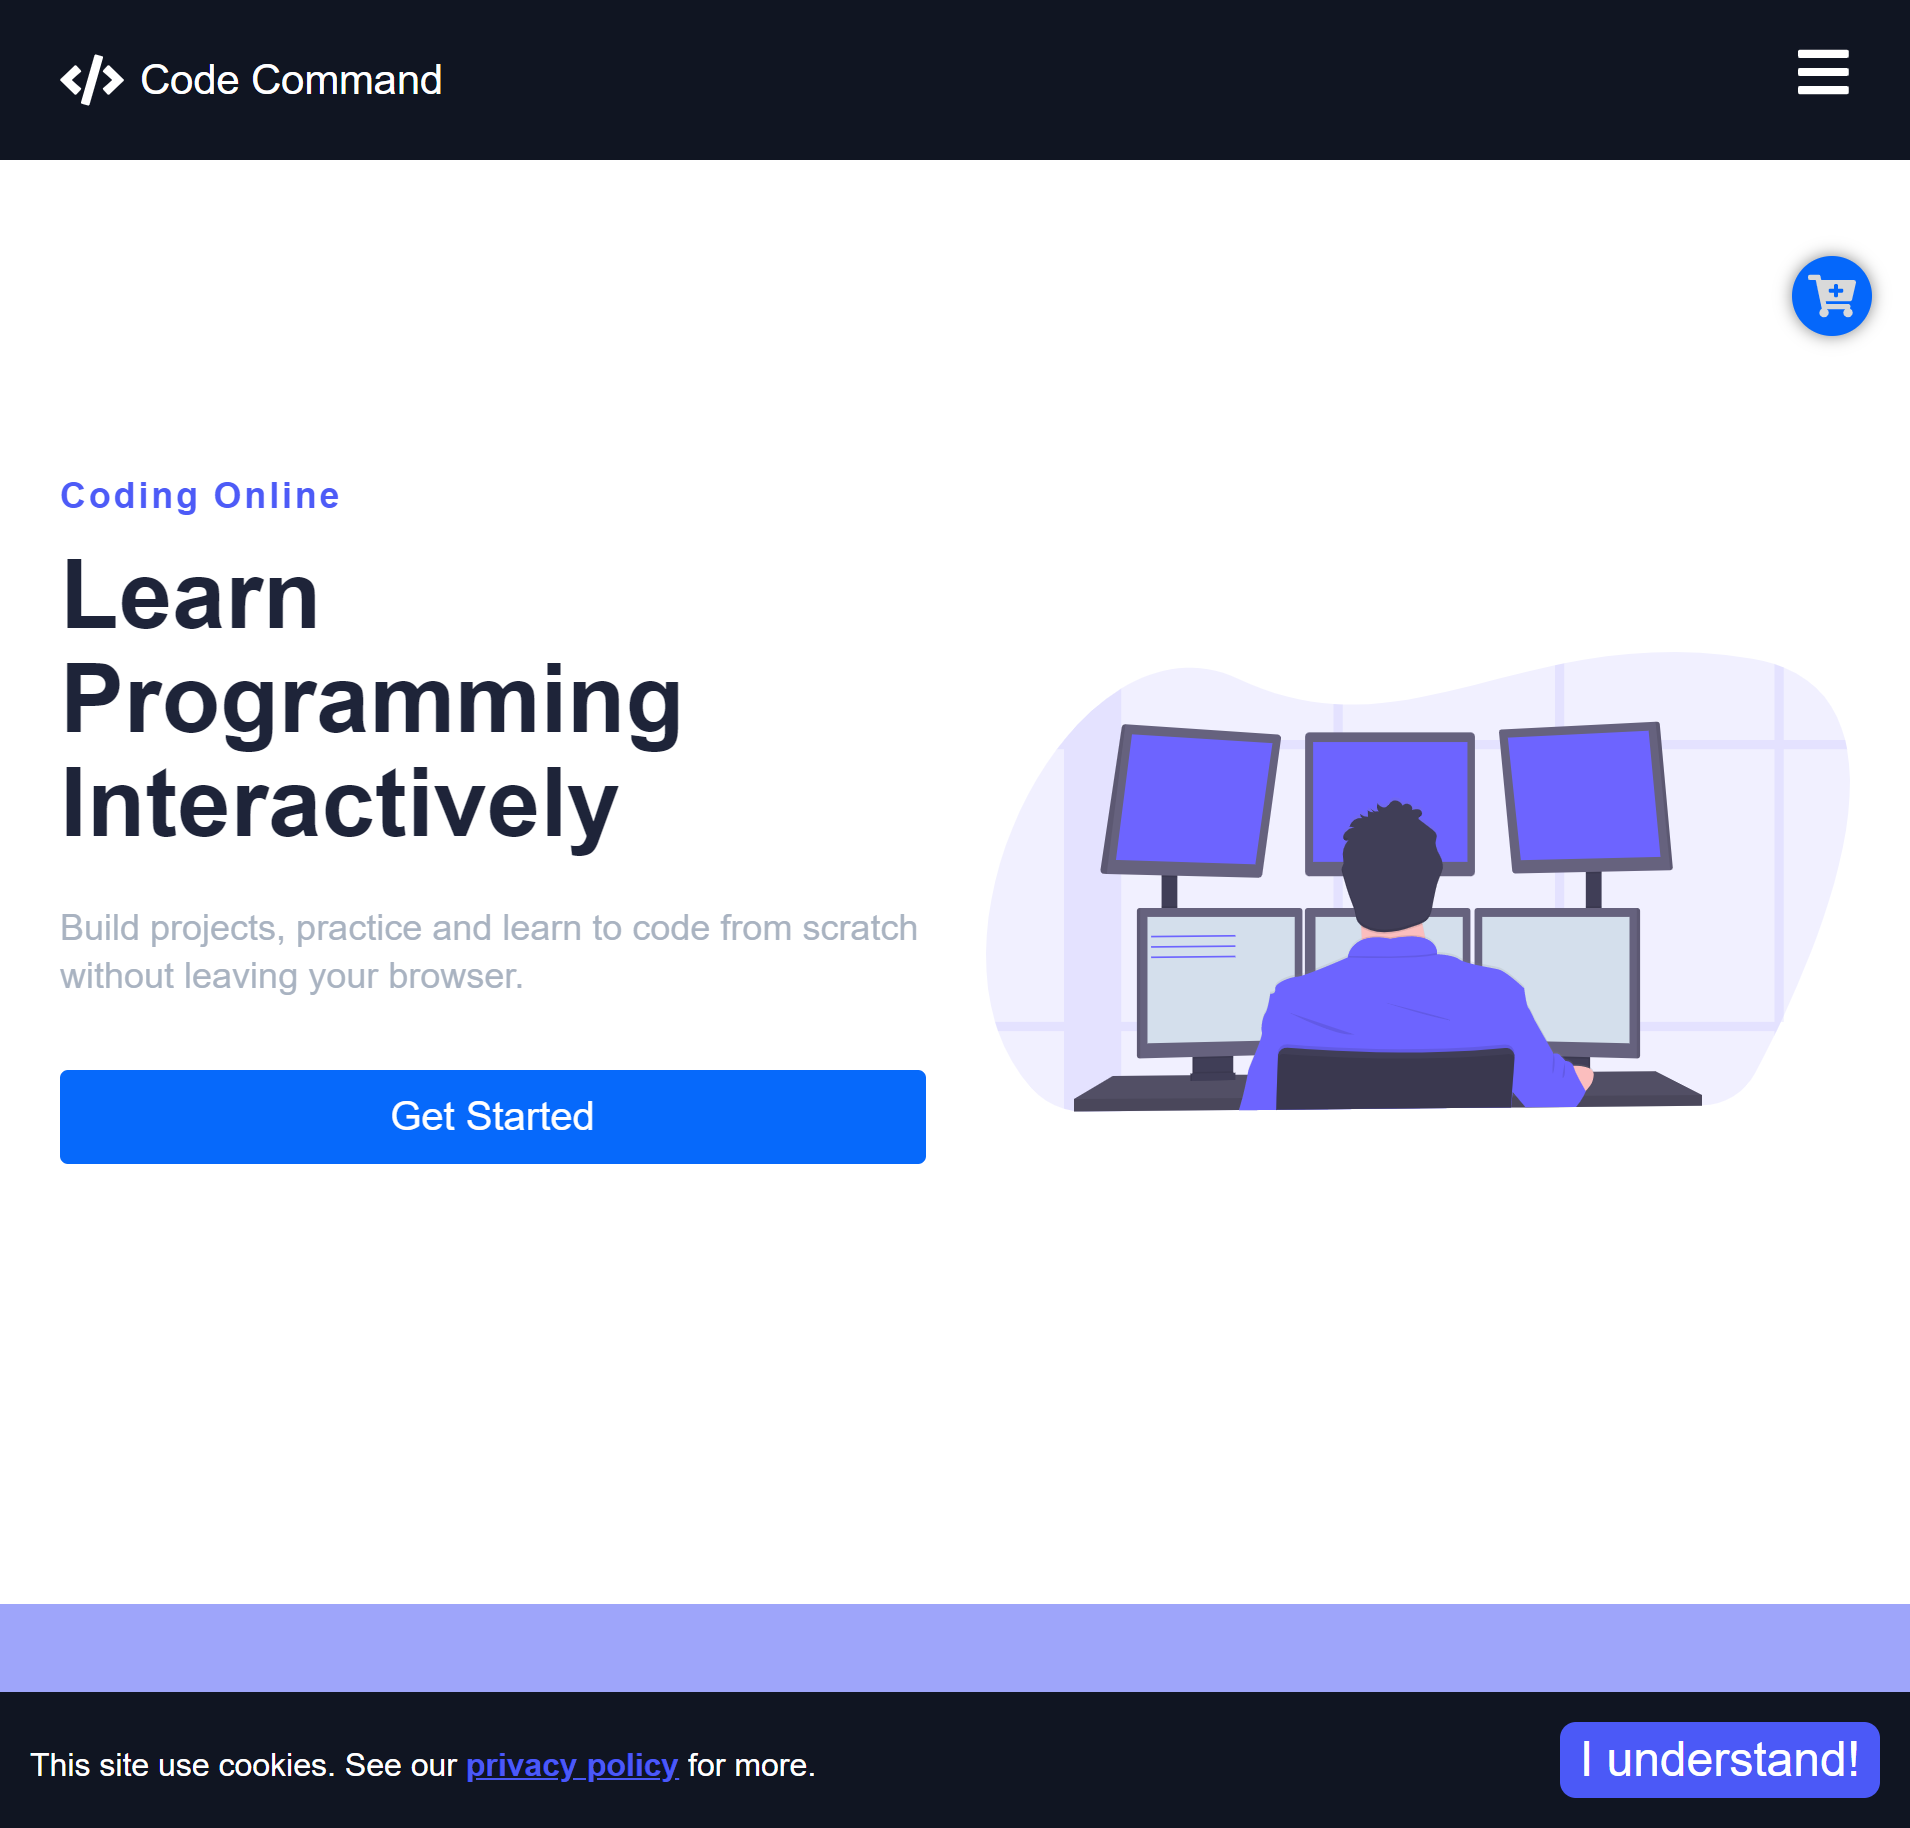 Code Command
Coding Online
Learn
Programming
Interactively
Build projects, practice and learn to code from scratch
without leaving your browser.
Get Started
This site use cookies. See our privacy policy for more.
I understand!